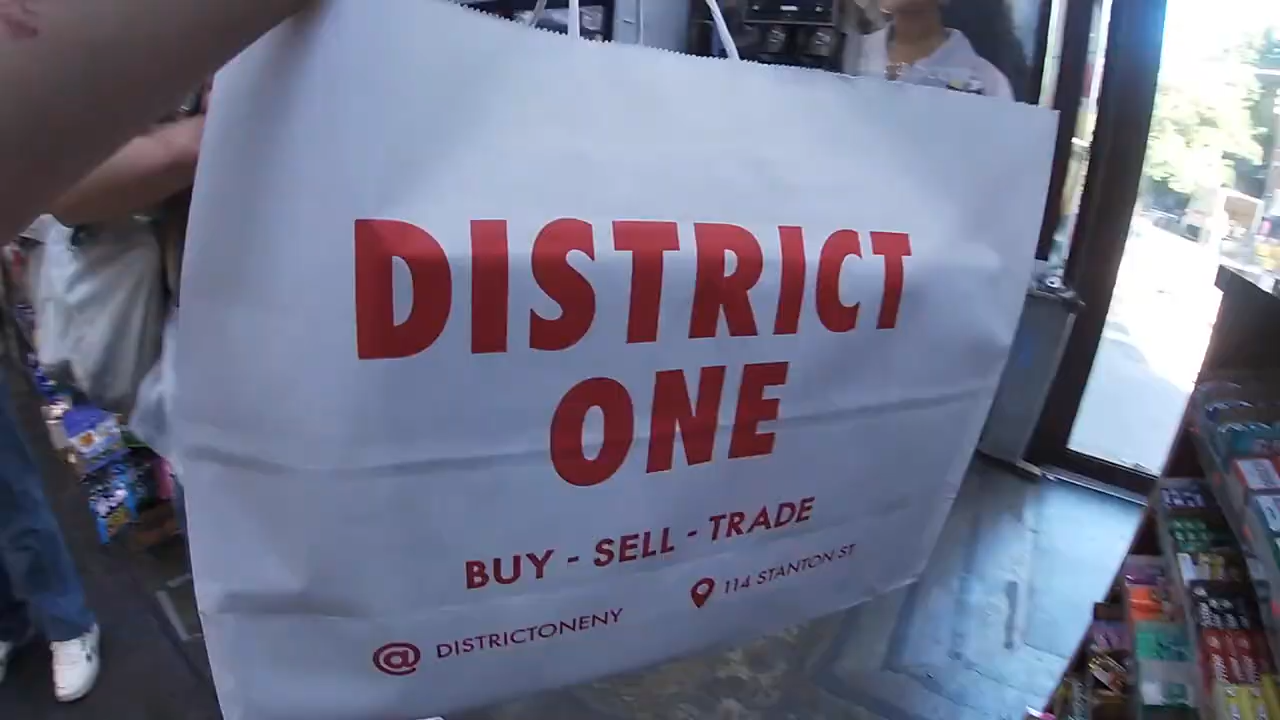 DISTRICT
ONE
BUY - SELL - TRADE
114 STANTON ST
@ DISTRICTONENY